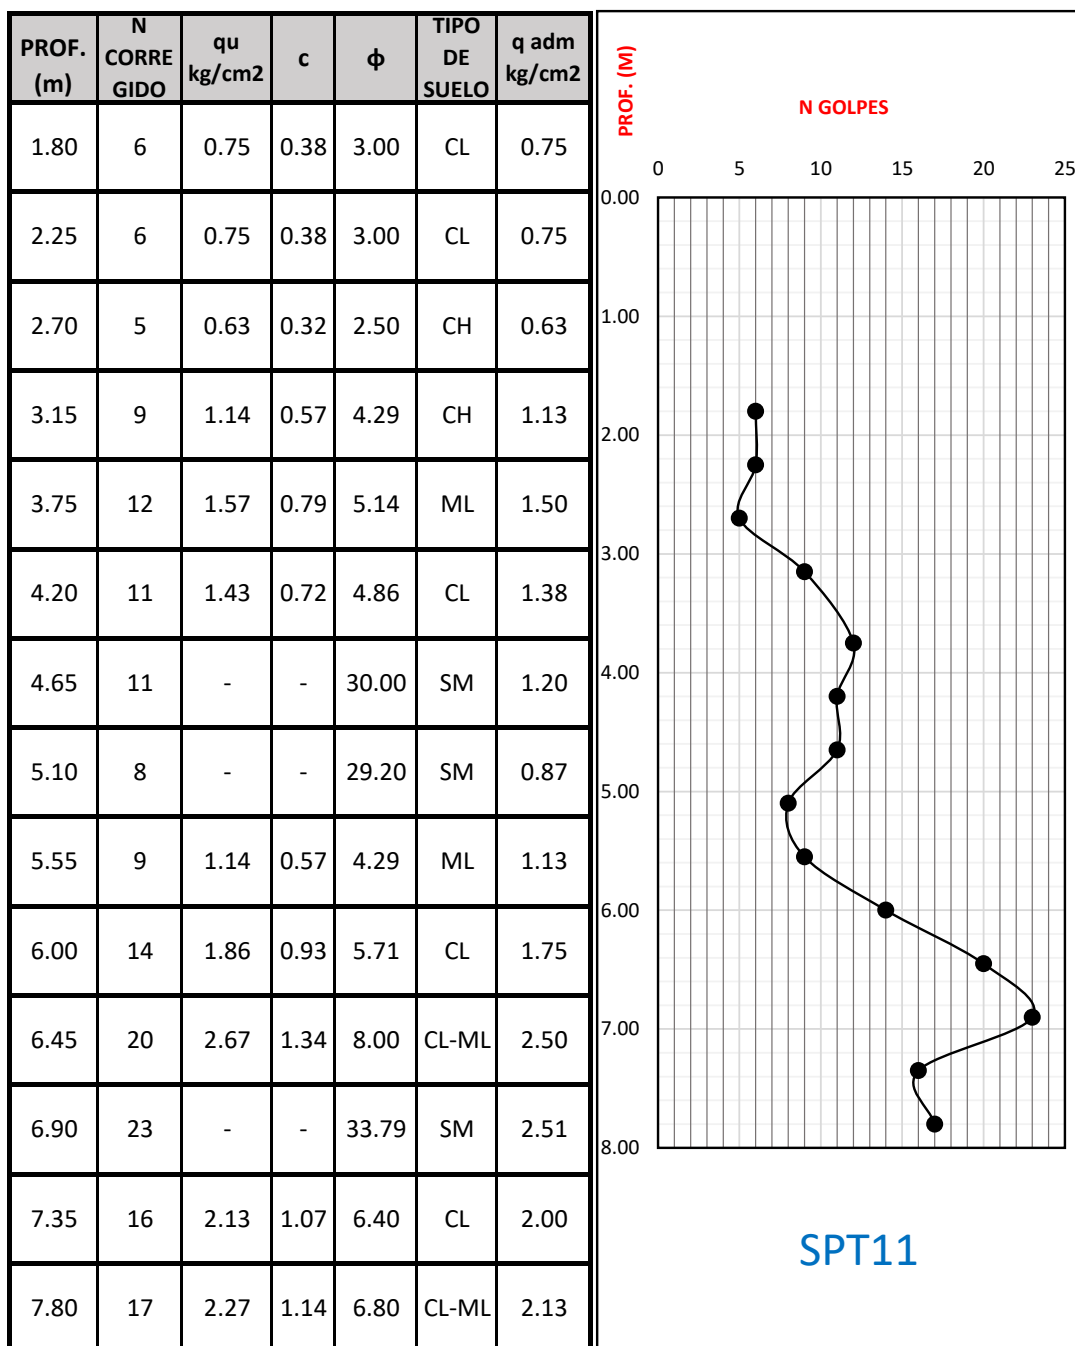 PROF. (m) N CORRE GIDO qu kg/cm2 c ϕ TIPO DE SUELO q adm kg/cm2
1.80 6 0.75 0.38 3.00 CL 0.75
2.25 6 0.75 0.38 3.00 CL 0.75
2.70 5 0.63 0.32 2.50 CH 0.63
3.15 9 1.14 0.57 4.29 CH 1.13
3.75 12 1.57 0.79 5.14 ML 1.50
4.20 11 1.43 0.72 4.86 CL 1.38
4.65 11 - - 30.00 SM 1.20
5.10 8 - - 29.20 SM 0.87
5.55 9 1.14 0.57 4.29 ML 1.13
6.00 14 1.86 0.93 5.71 CL 1.75
6.45 20 2.67 1.34 8.00 CL-ML 2.50
6.90 23 - - 33.79 SM 2.51
7.35 16 2.13 1.07 6.40 CL 2.00
7.80 17 2.27 1.14 6.80 CL-ML 2.13
PROF. (M)
N GOLPES
0 5 10 15 20 25
0.00
1.00
2.00
3.00
4.00
5.00
6.00
7.00
8.00
SPT11